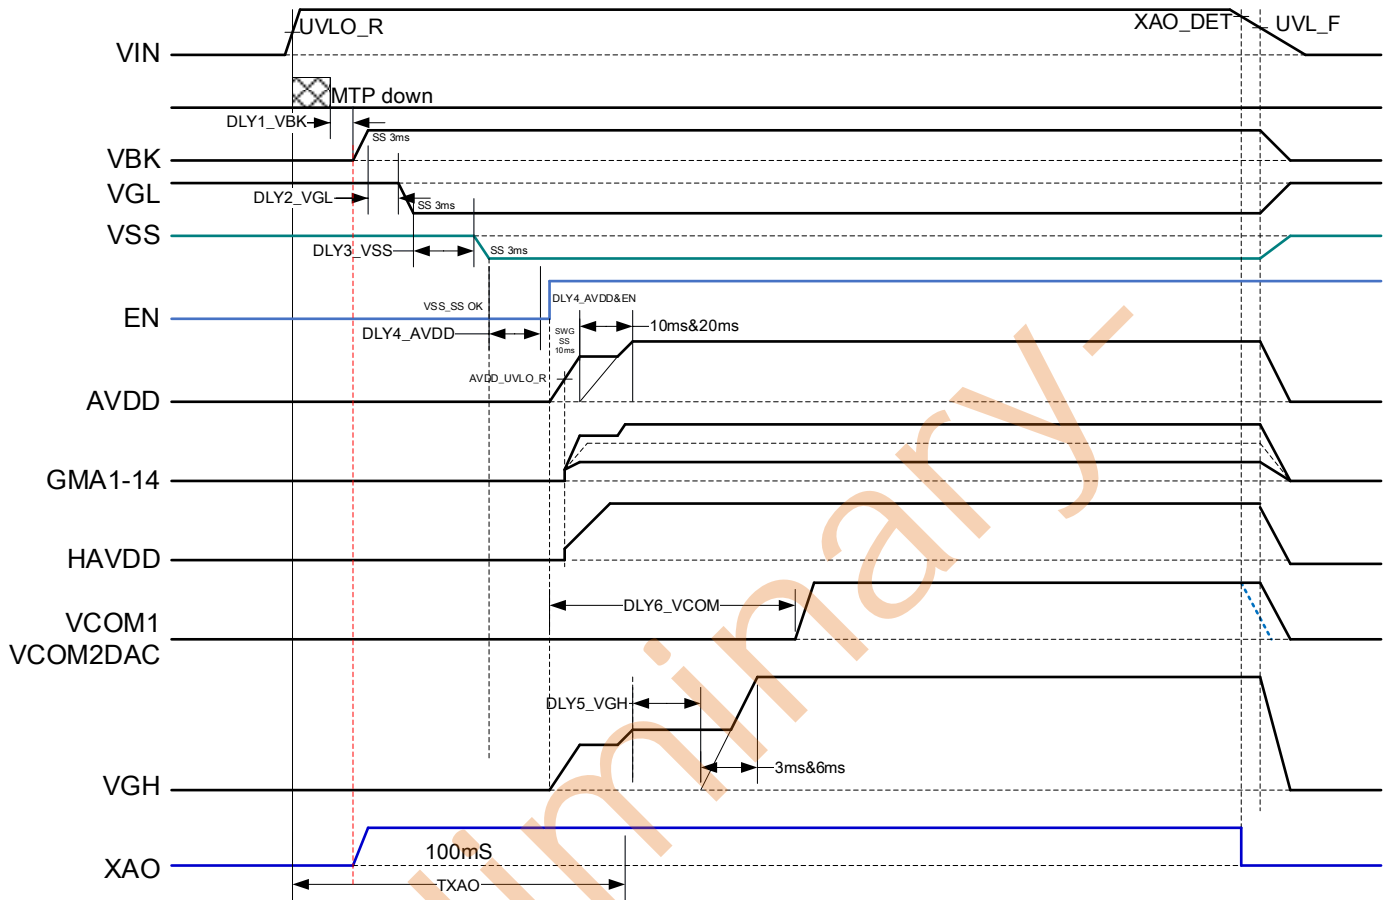 UVLO_R
XAO_DET
UVL_F
VIN
MTP down
DLY1_VBK
SS 3ms
VBK
VGL
DLY2_VGL
SS 3ms
VSS
DLY3_VSS
SS 3ms
EN
VSS_SS OK
DLY4_AVDD&EN
DLY4_AVDD
SWG
SS
10ms
10ms&20ms
AVDD_UVLO_R
AVDD
GMA1-14
HAVDD
DLY6_VCOM
VCOM1
VCOM2DAC
DLY5_VGH
3ms&6ms
VGH
100mS
XAO
TXAO
liminary-